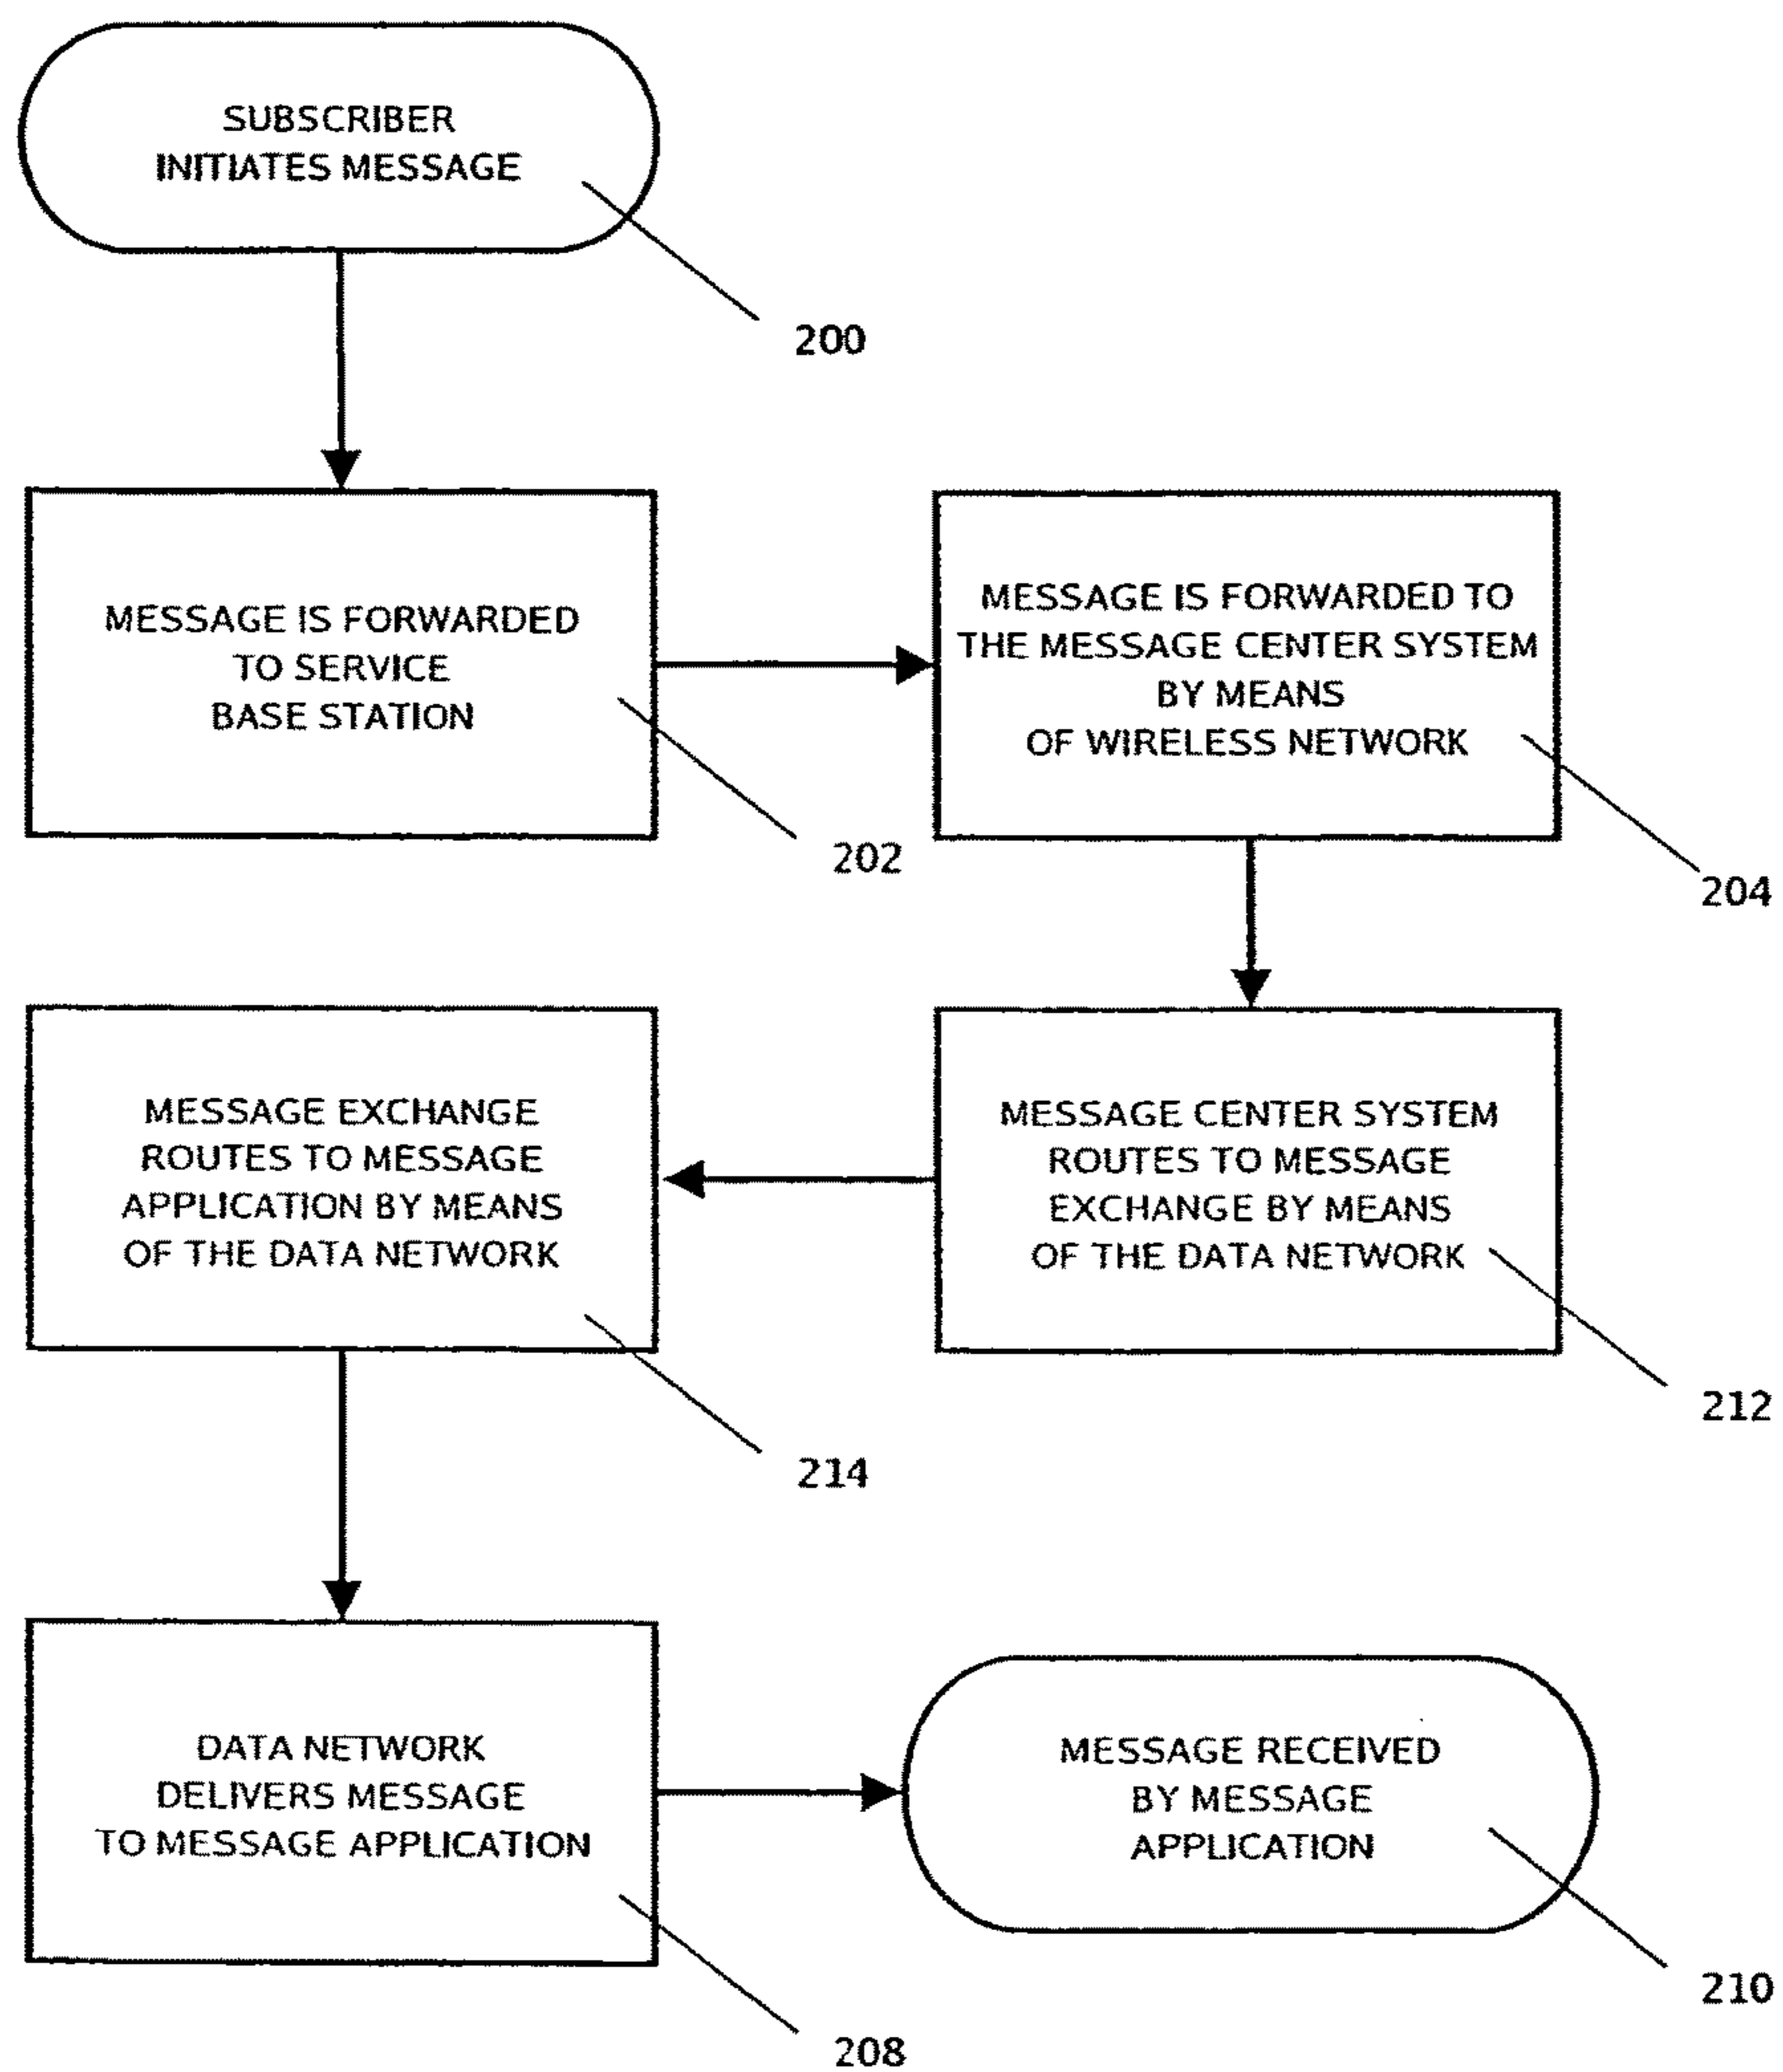 SUBSCRIBER
INITIATES MESSAGE
200
MESSAGE IS FORWARDED
TO SERVICE
BASE STATION
202
MESSAGE IS FORWARDED TO
THE MESSAGE CENTER SYSTEM
BY MEANS
OF WIRELESS NETWORK
204
MESSAGE CENTER SYSTEM
ROUTES TO MESSAGE
EXCHANGE BY MEANS
OF THE DATA NETWORK
212
MESSAGE EXCHANGE
ROUTES TO MESSAGE
APPLICATION BY MEANS
OF THE DATA NETWORK
214
DATA NETWORK
DELIVERS MESSAGE
TO MESSAGE APPLICATION
208
MESSAGE RECEIVED
BY MESSAGE
APPLICATION
210